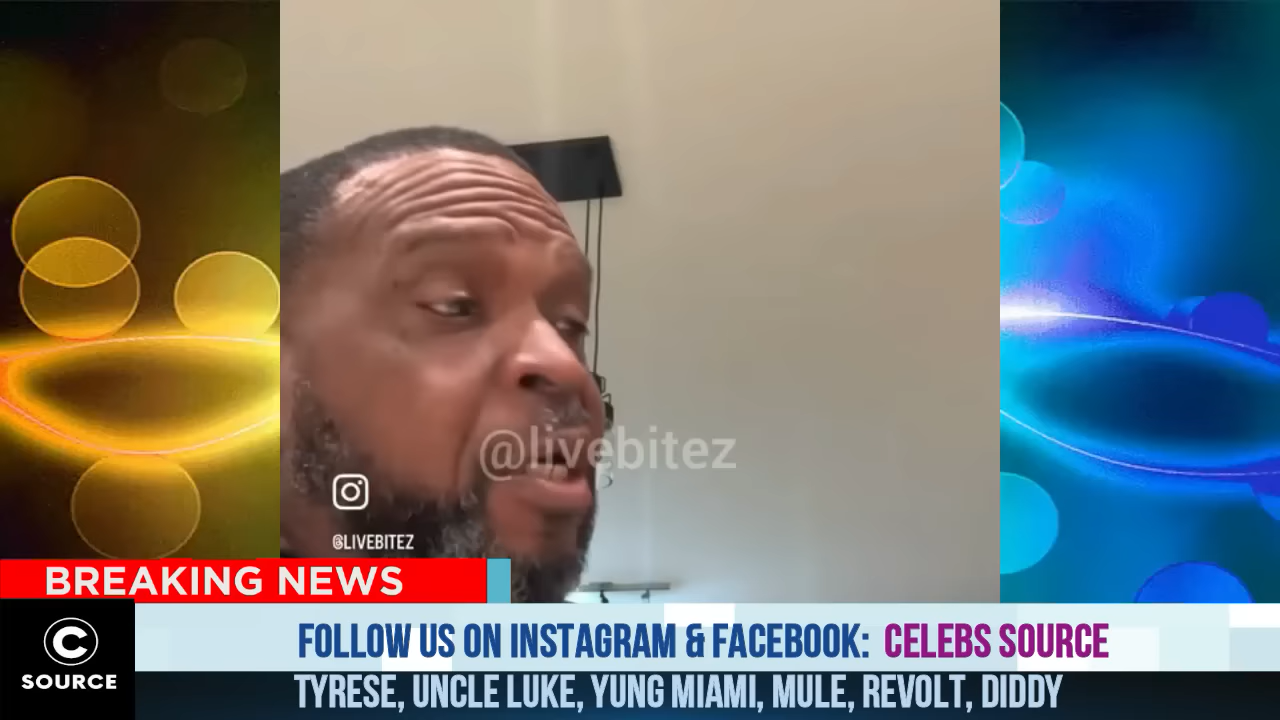 @livebitez
@LIVEBITEZ
BREAKING NEWS
C
SOURCE
FOLLOW US ON INSTAGRAM & FACEBOOK: CELEBS SOURCE
TYRESE, UNCLE LUKE, YUNG MIAMI, MULE, REVOLT, DIDDY